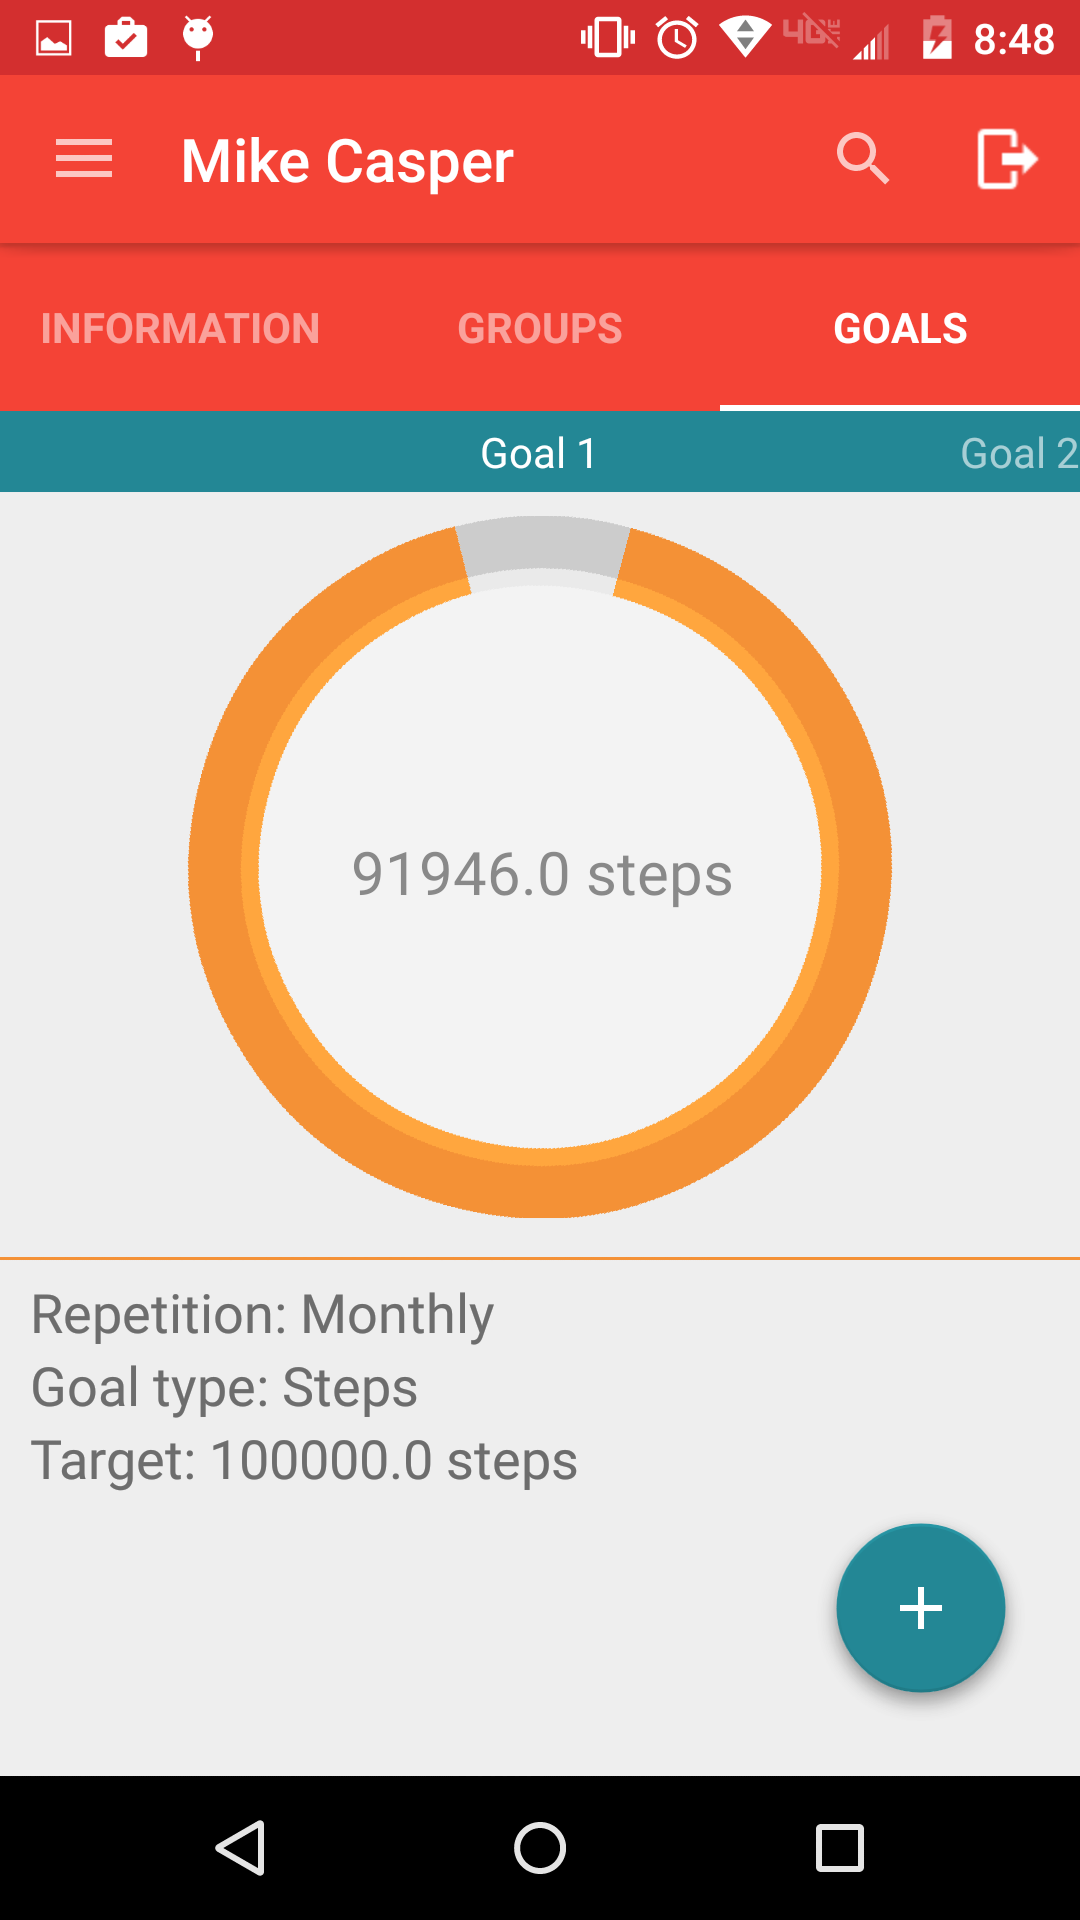 8:48
Mike Casper
INFORMATION GROUPS GOALS
Goal 1 Goal 2
91946.0 steps
Repetition: Monthly
Goal type: Steps
Target: 100000.0 steps